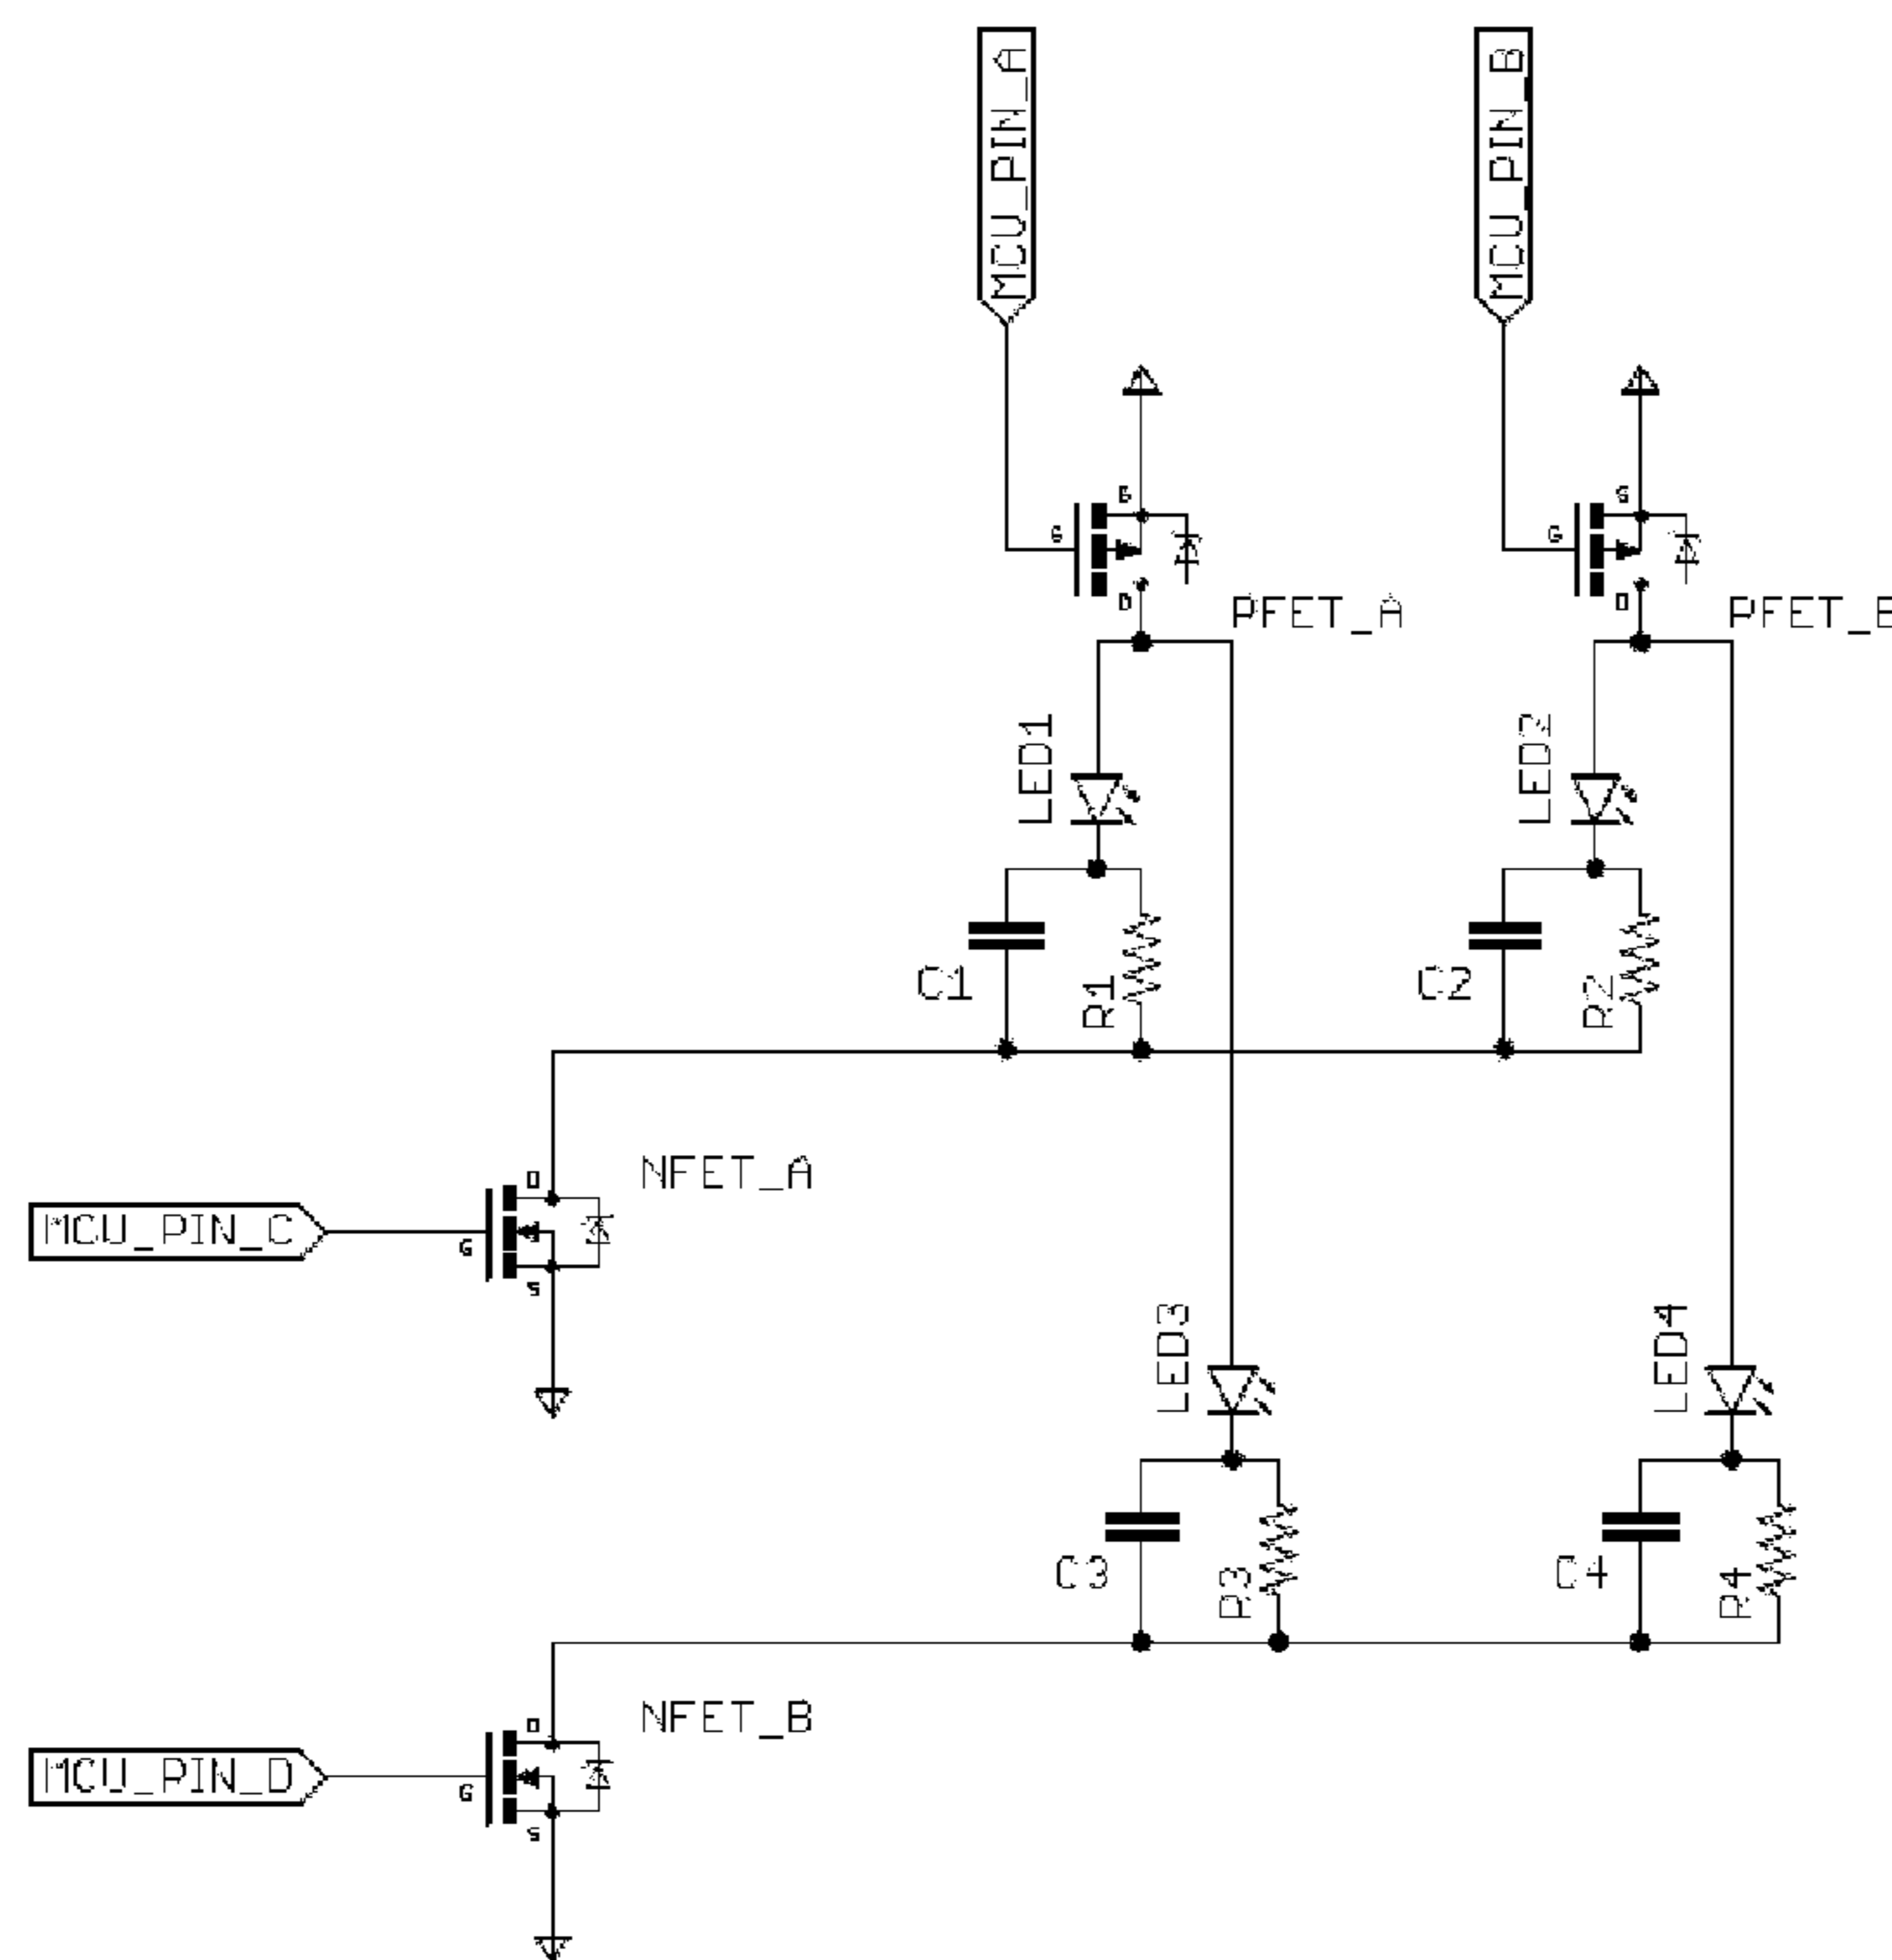 MCU_PIN_A
MCU_PIN_B
G
G
D
PFET_A
G
D
PFET_
LED1
LED2
C1
R1
C2
R2
D
NFET_A
MCU_PIN_C
G
S
LED3
LED4
C3
R3
C4
R4
D
NFET_B
MCU_PIN_D
G
S